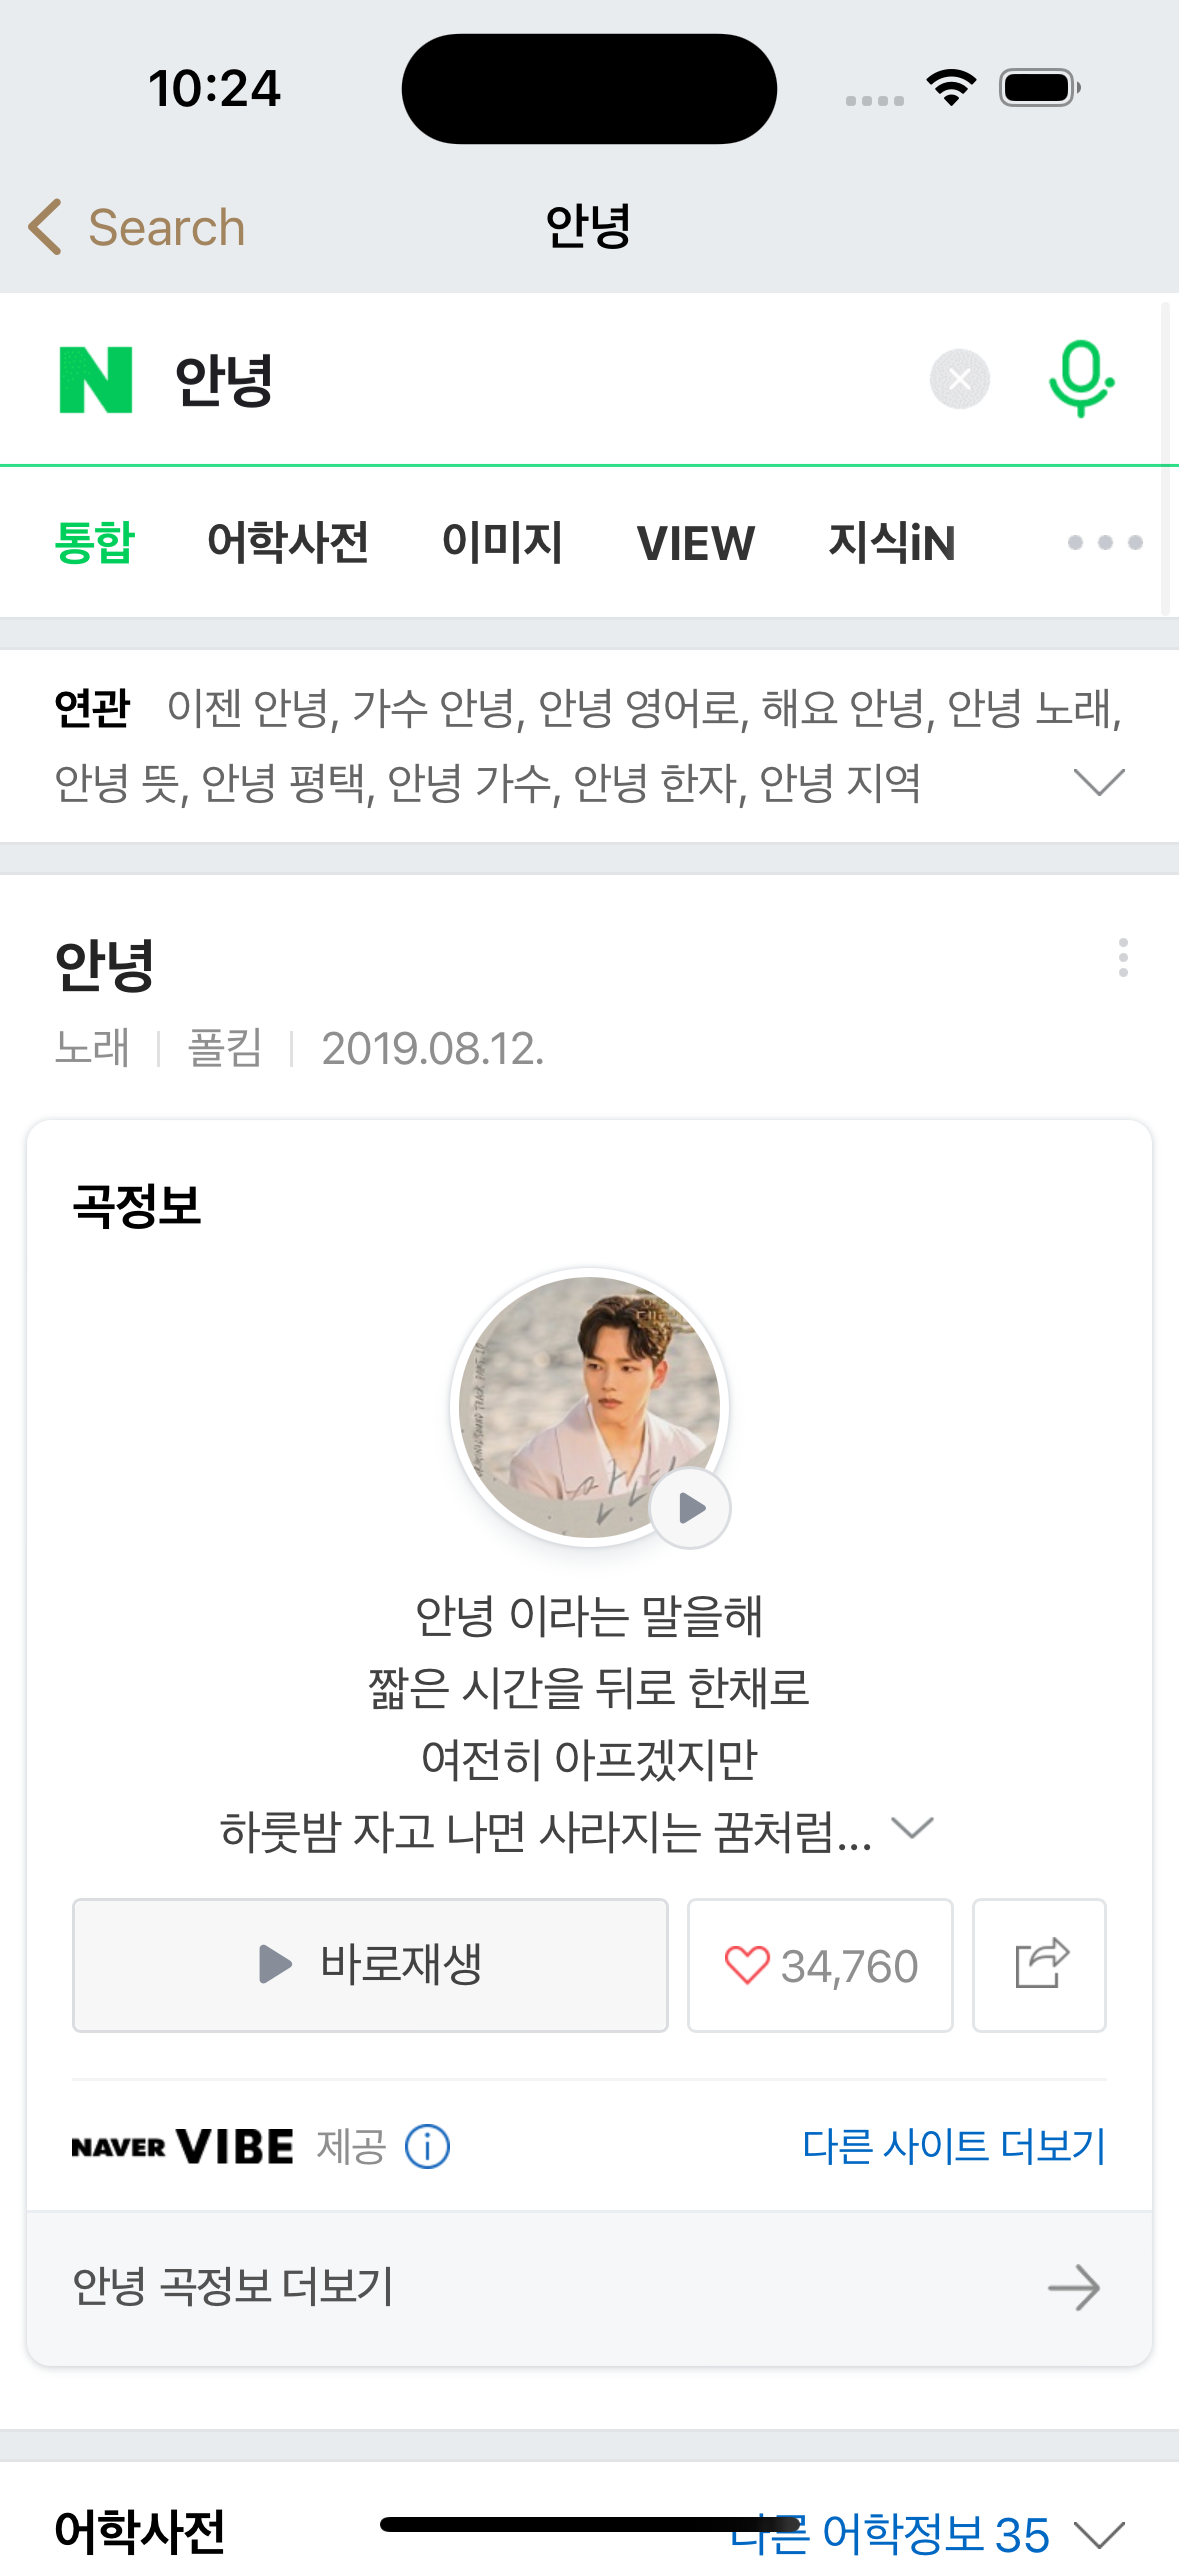 10:24
Search
안녕
N 안녕
통합 어학사전 이미지 VIEW 지식iN
연관 이젠 안녕, 가수 안녕, 안녕 영어로, 해요 안녕, 안녕 노래,
안녕 뜻, 안녕 평택, 안녕 가수, 안녕 한자, 안녕 지역
안녕
노래 폴킴 2019.08.12.
곡정보
안녕 이라는 말을해
짧은 시간을 뒤로 한채로
여전히 아프겠지만
하룻밤 자고 나면 사라지는 꿈처럼...
바로재생 34,760
NAVER VIBE 제공 다른 사이트 더보기
안녕 곡정보 더보기
어학사전 다른 어학정보 35